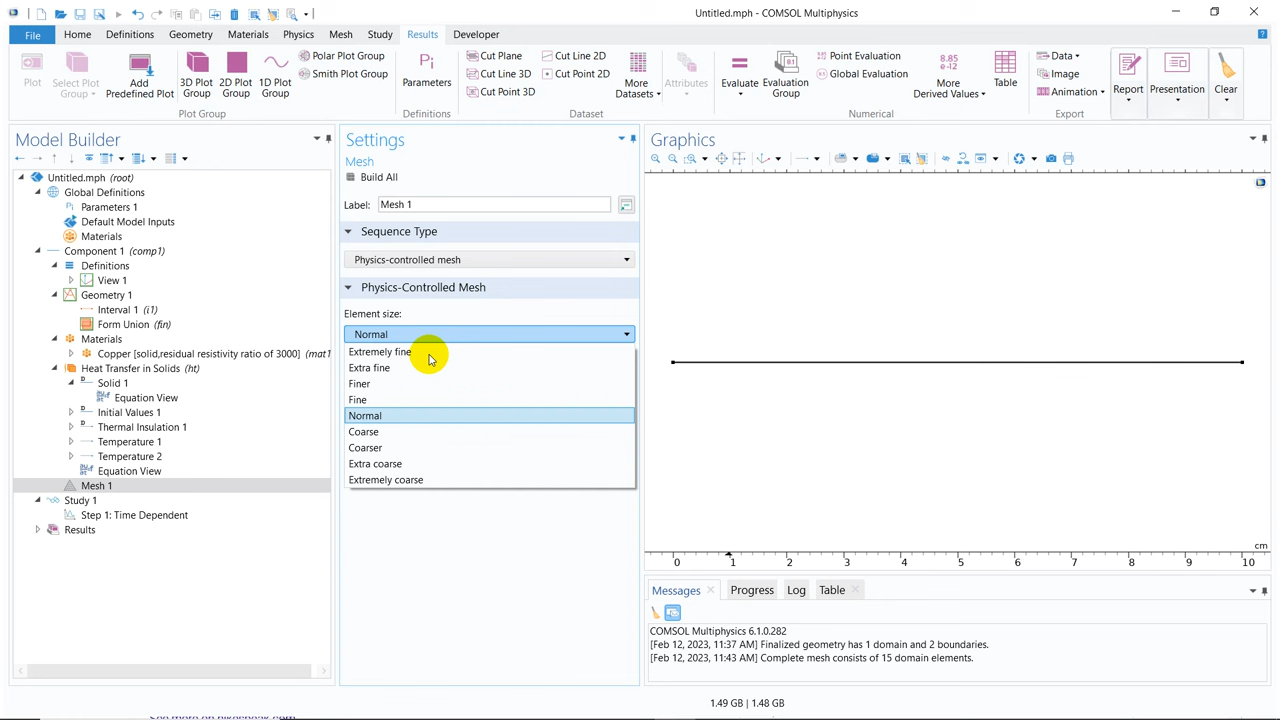 Untitled.mph - COMSOL Multiphysics
File Home Definitions Geometry Materials Physics Mesh Study Results Developer
Plot
Select Plot Group
Add Predefined Plot
3D Plot Group
2D Plot Group
1D Plot Group
Polar Plot Group
Smith Plot Group
Plot Group
Parameters
Definitions
Cut Plane
Cut Line 3D
Cut Point 3D
Cut Line 2D
Cut Point 2D
More Datasets
Dataset
Attributes
Evaluate
Evaluation Group
Point Evaluation
Global Evaluation
8.85 e-12
More Derived Values
Table
Numerical
Data
Image
Animation
Export
Report
Presentation
Clear
Model Builder
Untitled.mph (root)
Global Definitions
Parameters 1
Default Model Inputs
Materials
Component 1 (comp1)
Definitions
View 1
Geometry 1
Interval 1 (i1)
Form Union (fin)
Materials
Copper [solid,residual resistivity ratio of 3000] (mat1
Heat Transfer in Solids (ht)
Solid 1
Equation View
Initial Values 1
Thermal Insulation 1
Temperature 1
Temperature 2
Equation View
Mesh 1
Study 1
Step 1: Time Dependent
Results
Settings
Mesh
Build All
Label: Mesh 1
Sequence Type
Physics-controlled mesh
Physics-Controlled Mesh
Element size:
Normal
Extremely fine
Extra fine
Finer
Fine
Normal
Coarse
Coarser
Extra coarse
Extremely coarse
Graphics
cm
0 1 2 3 4 5 6 7 8 9 10
Messages Progress Log Table
COMSOL Multiphysics 6.1.0.282
[Feb 12, 2023, 11:37 AM] Finalized geometry has 1 domain and 2 boundaries.
[Feb 12, 2023, 11:43 AM] Complete mesh consists of 15 domain elements.
1.49 GB | 1.48 GB